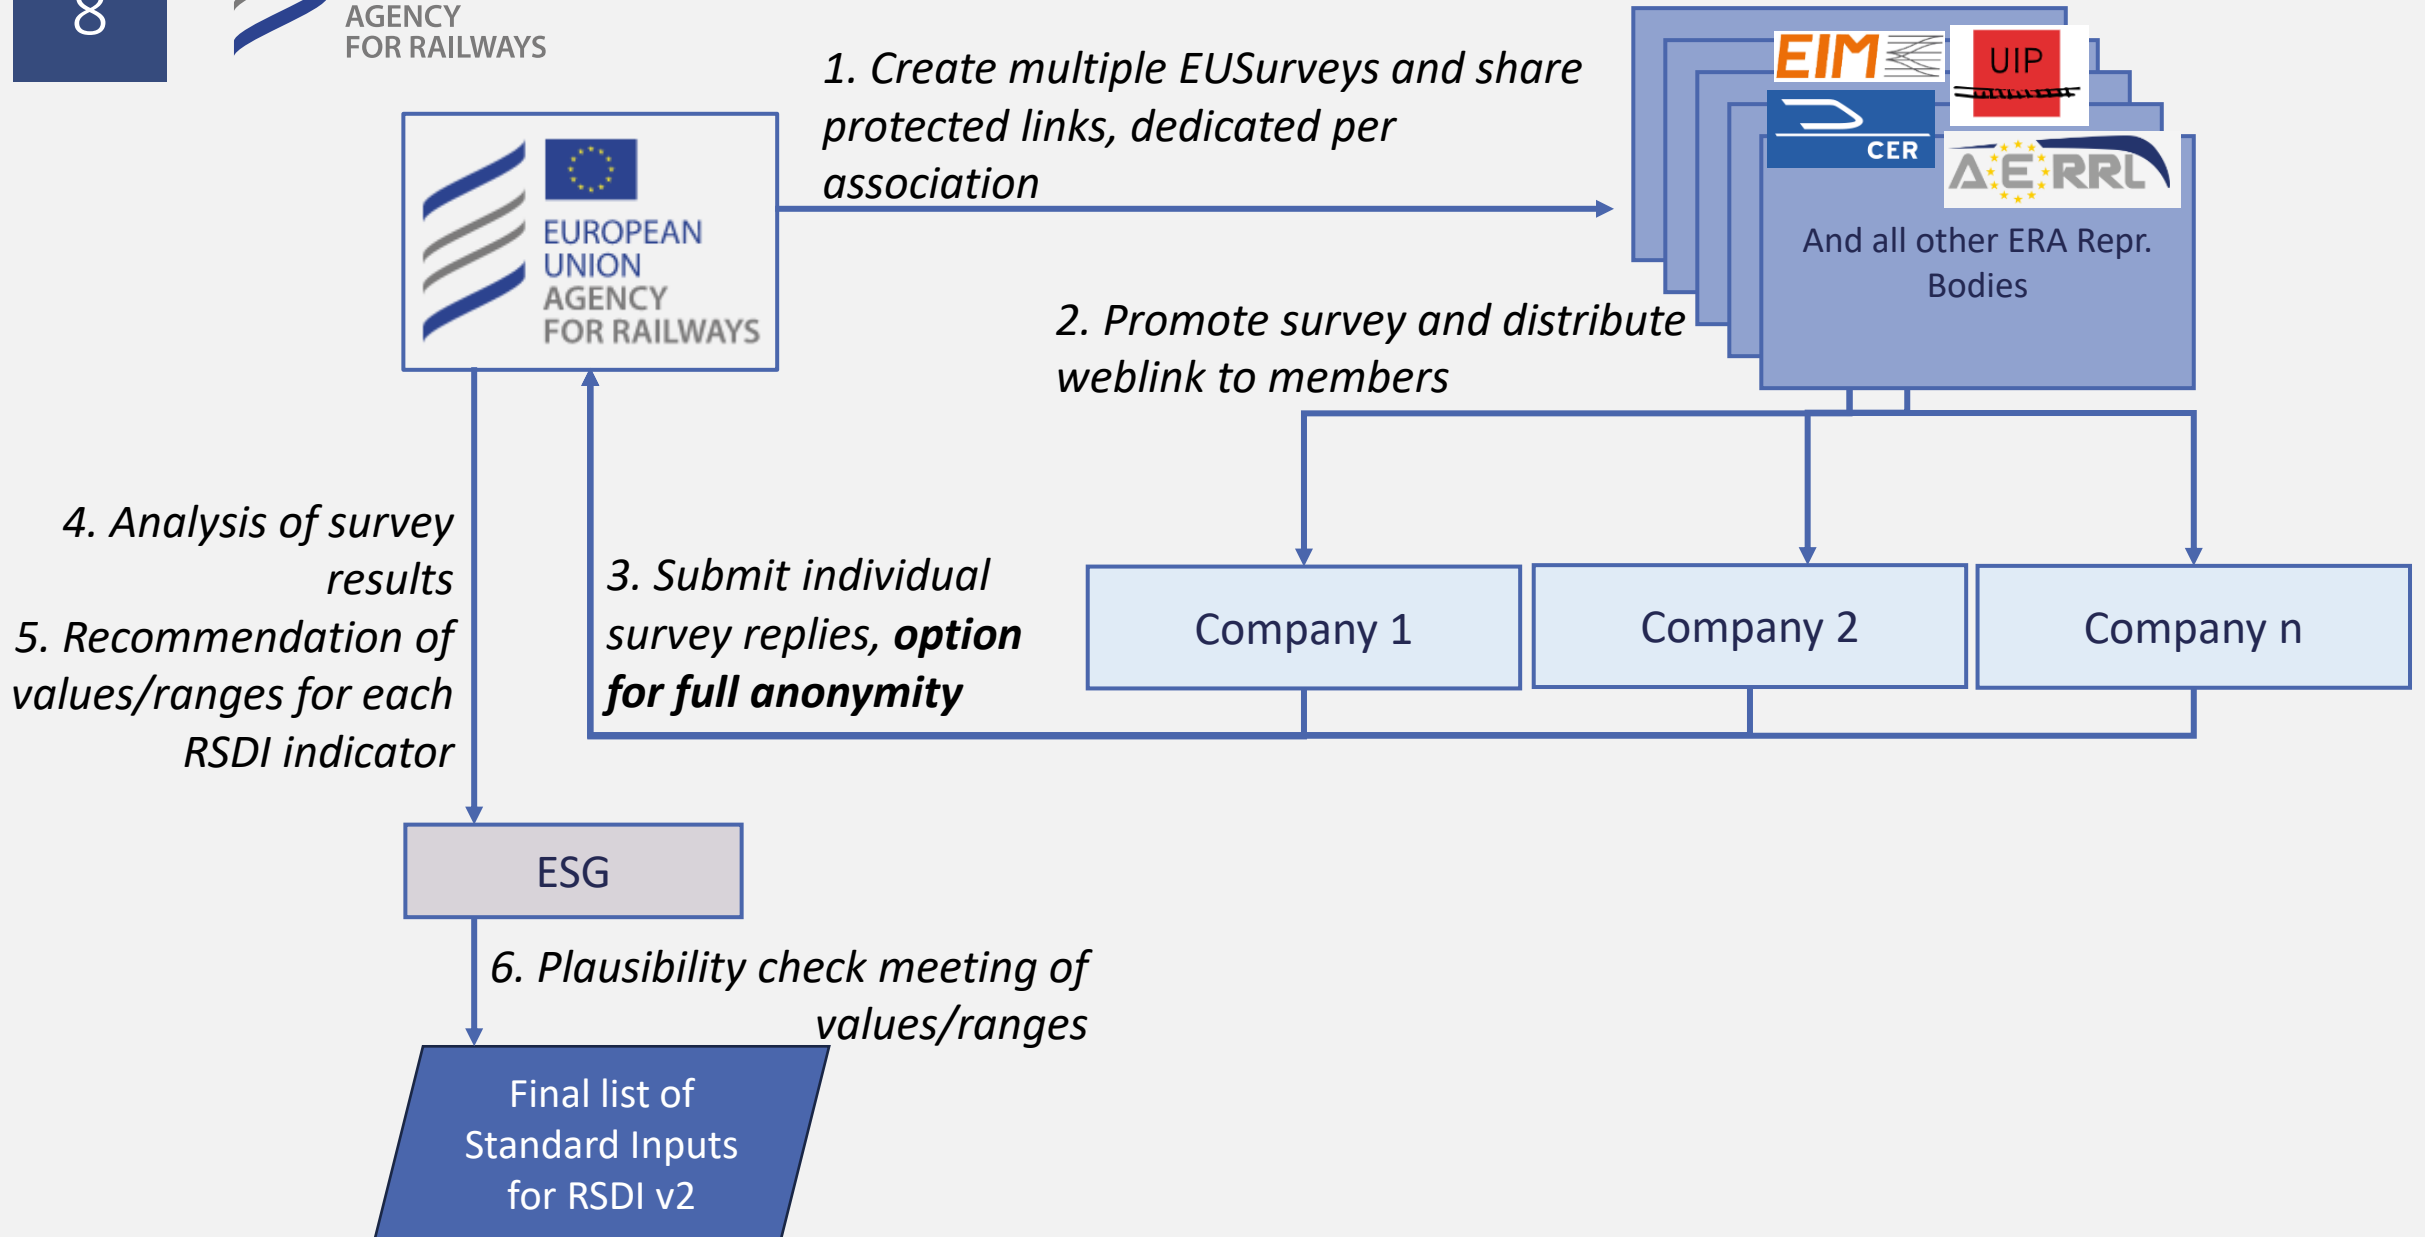 8
AGENCY
FOR RAILWAYS
1. Create multiple EUSurveys and share
protected links, dedicated per
association
EIM
UIP
CER
AERRL
And all other ERA Repr.
Bodies
EUROPEAN
UNION
AGENCY
FOR RAILWAYS
2. Promote survey and distribute
weblink to members
4. Analysis of survey
results
5. Recommendation of
values/ranges for each
RSDI indicator
3. Submit individual
survey replies, option
for full anonymity
Company 1
Company 2
Company n
ESG
6. Plausibility check meeting of
values/ranges
Final list of
Standard Inputs
for RSDI v2